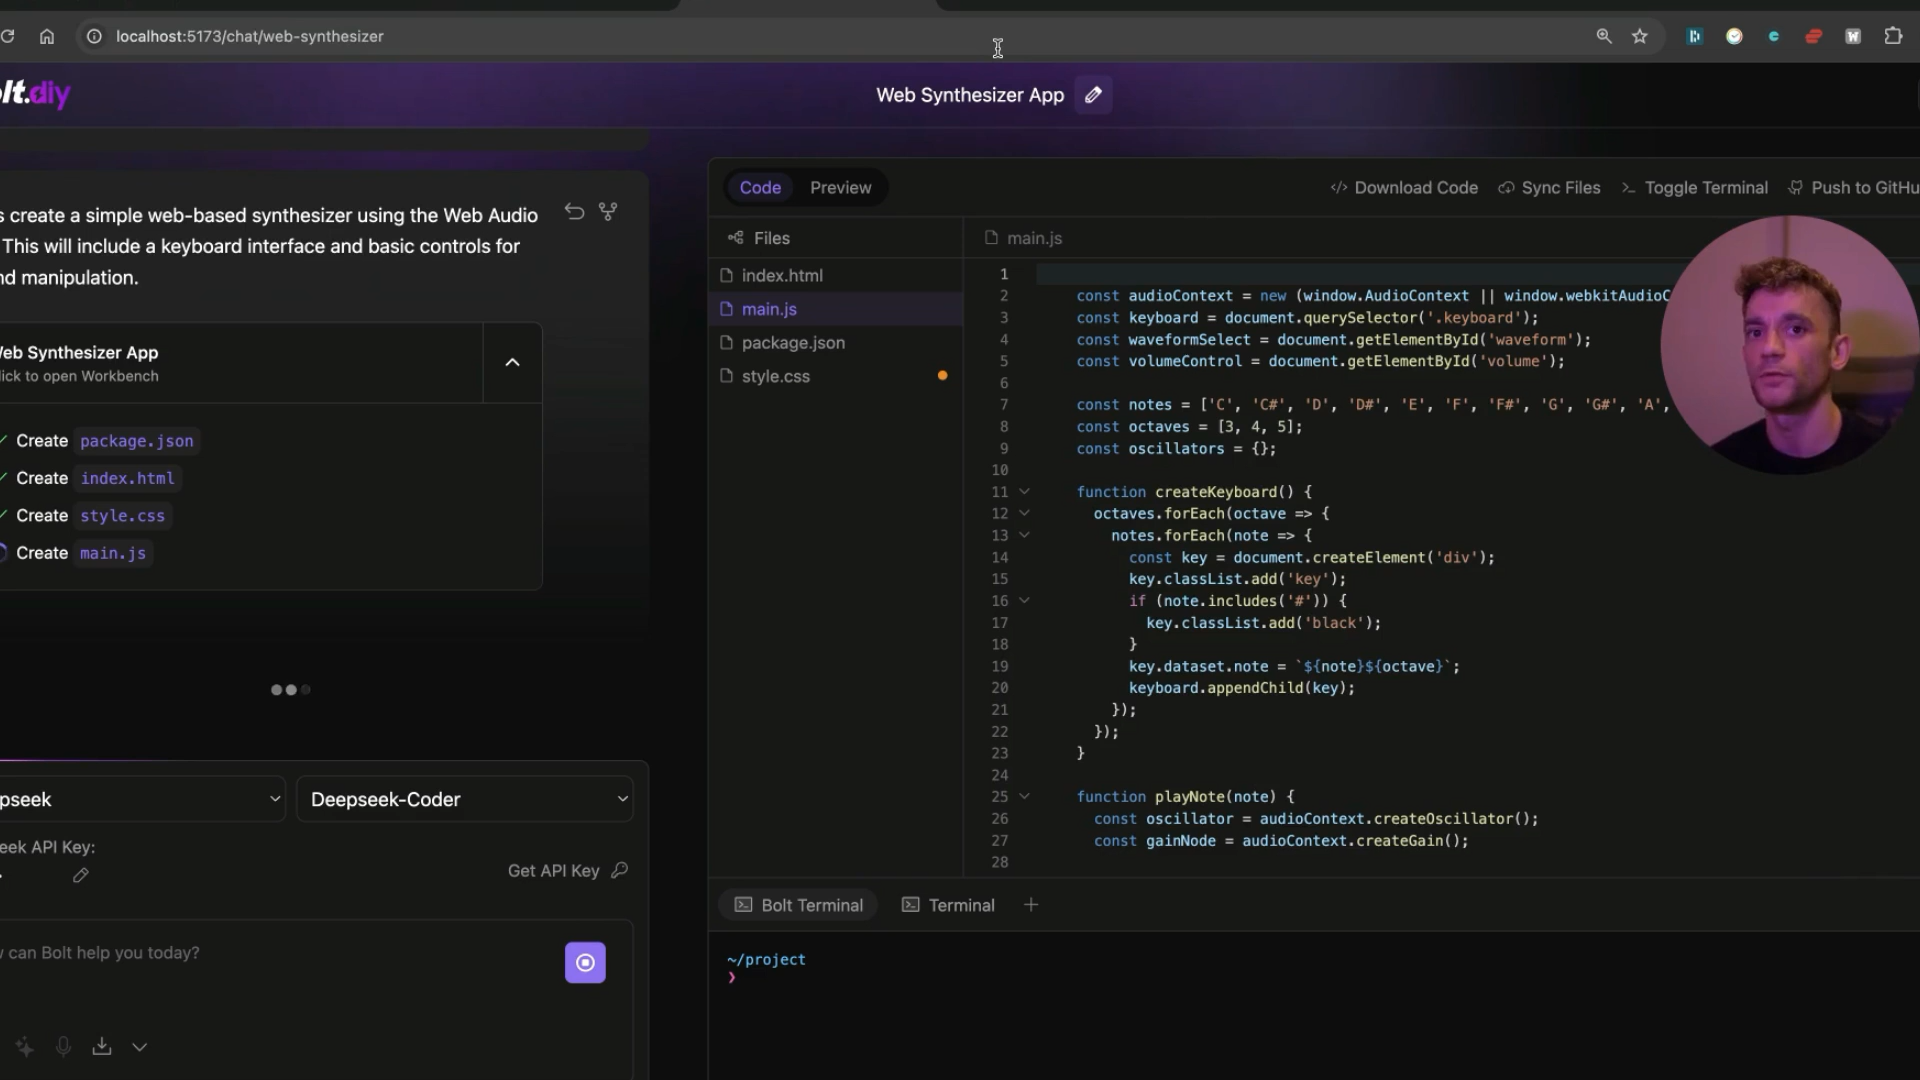 localhost:5173/chat/web-synthesizer
lt.diy
Web Synthesizer App
s create a simple web-based synthesizer using the Web Audio
This will include a keyboard interface and basic controls for
nd manipulation.
eb Synthesizer App
lick to open Workbench
Create package.json
Create index.html
Create style.css
Create main.js
pseek
Deepseek-Coder
eek API Key:
Get API Key
can Bolt help you today?
Code
Preview
</> Download Code
Sync Files
Toggle Terminal
Push to GitHu
Files
index.html
main.js
package.json
style.css
main.js
1
2 const audioContext = new (window.AudioContext || window.webkitAudioC
3 const keyboard = document.querySelector('.keyboard');
4 const waveformSelect = document.getElementById('waveform');
5 const volumeControl = document.getElementById('volume');
6
7 const notes = ['C', 'C#', 'D', 'D#', 'E', 'F', 'F#', 'G', 'G#', 'A',
8 const octaves = [3, 4, 5];
9 const oscillators = {};
10
11 function createKeyboard() {
12 octaves.forEach(octave => {
13 notes.forEach(note => {
14 const key = document.createElement('div');
15 key.classList.add('key');
16 if (note.includes('#')) {
17 key.classList.add('black');
18 }
19 key.dataset.note = `${note}${octave}`;
20 keyboard.appendChild(key);
21 });
22 });
23 }
24
25 function playNote(note) {
26 const oscillator = audioContext.createOscillator();
27 const gainNode = audioContext.createGain();
28
Bolt Terminal
Terminal
~/project
❯